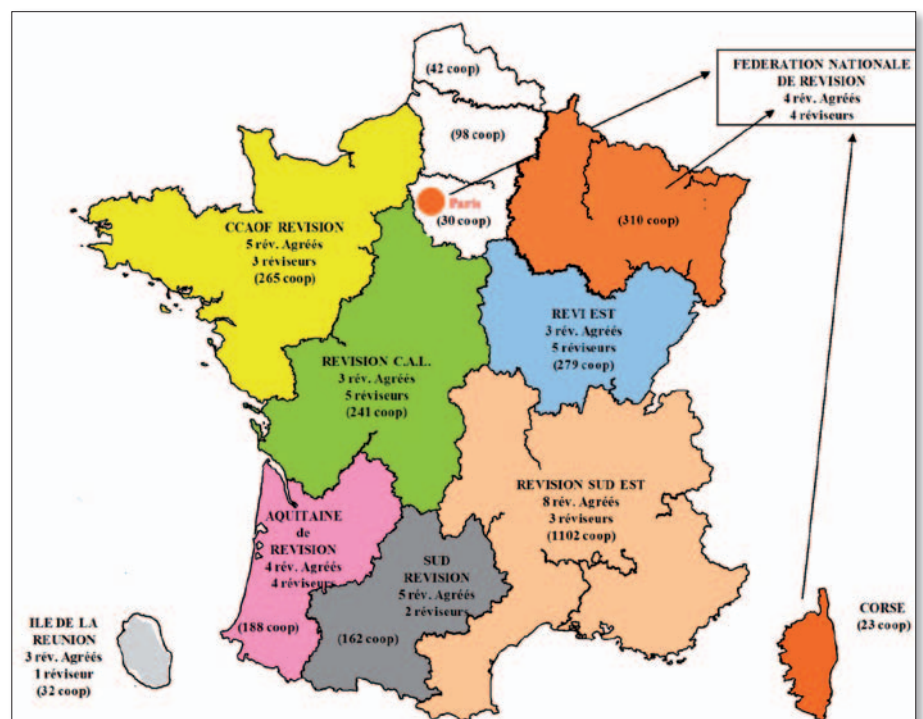 (42 coop)
FEDERATION NATIONALE
DE REVISION
4 rév. Agréés
4 réviseurs
(98 coop)
Paris
(30 coop)
(310 coop)
CCAOF REVISION
5 rév. Agréés
3 réviseurs
(265 coop)
REVI EST
3 rév. Agréés
5 réviseurs
(279 coop)
REVISION C.A.L.
3 rév. Agréés
5 réviseurs
(241 coop)
REVISION SUD EST
8 rév. Agréés
3 réviseurs
(1102 coop)
AQUITAINE
de
REVISION
4 rév. Agréés
4 réviseurs
(188 coop)
SUD
REVISION
5 rév. Agréés
2 réviseurs
(162 coop)
ILE DE LA
REUNION
3 rév. Agréés
1 réviseur
(32 coop)
CORSE
(23 coop)